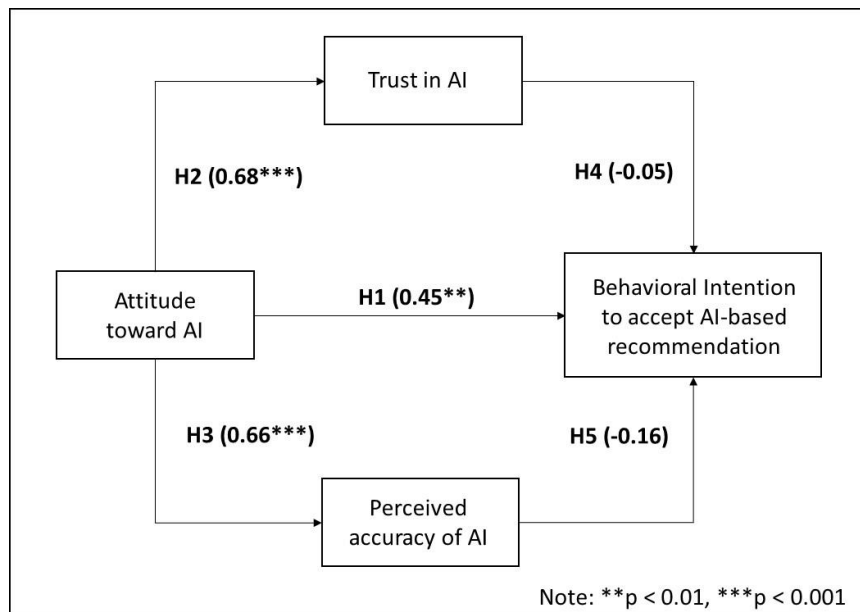 Trust in AI
H2 (0.68***)
H4 (-0.05)
Attitude
toward AI
H1 (0.45**)
Behavioral Intention
to accept AI-based
recommendation
H3 (0.66***)
H5 (-0.16)
Perceived
accuracy of AI
Note: **p < 0.01, ***p < 0.001